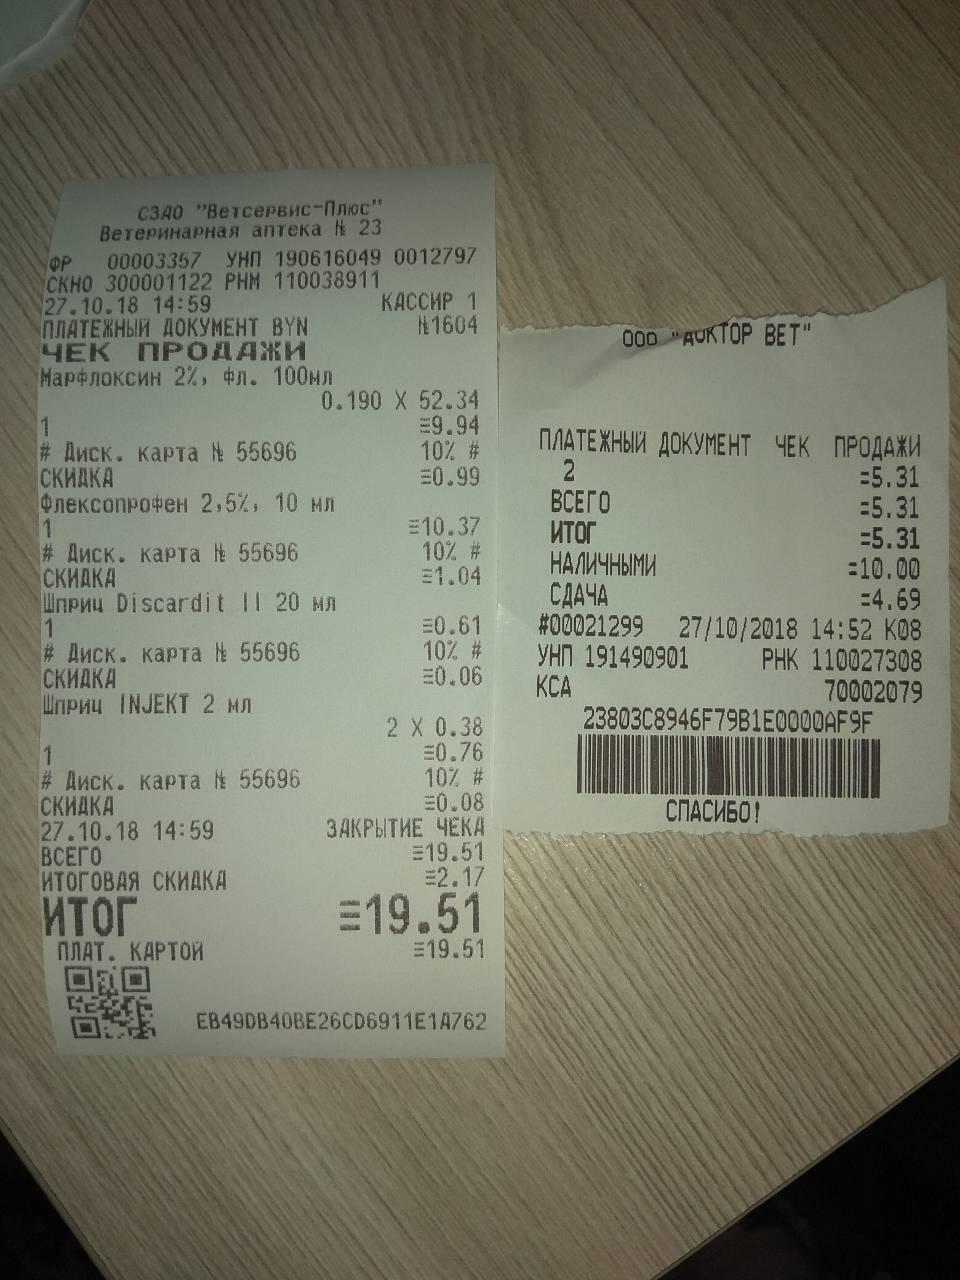 СЗАО "Ветсервис-Плюс"
Ветеринарная аптека № 23
ФР 00003357 УНП 190616049 0012797
СКНО 300001122 РНМ 110038911
27.10.18 14:59 КАССИР 1
ПЛАТЕЖНЫЙ ДОКУМЕНТ BYN №1604
ЧЕК ПРОДАЖИ
Марфлоксин 2%, фл. 100мл
0.190 X 52.34
1 ≡9.94
# Диск. карта № 55696 10% #
СКИДКА ≡0.99
Флексопрофен 2,5%, 10 мл
1 ≡10.37
# Диск. карта № 55696 10% #
СКИДКА ≡1.04
Шприц Discardit II 20 мл
1 ≡0.61
# Диск. карта № 55696 10% #
СКИДКА ≡0.06
Шприц INJEKT 2 мл
2 X 0.38
1 ≡0.76
# Диск. карта № 55696 10% #
СКИДКА ≡0.08
27.10.18 14:59 ЗАКРЫТИЕ ЧЕКА
ВСЕГО ≡19.51
ИТОГОВАЯ СКИДКА ≡2.17
ИТОГ ≡19.51
ПЛАТ. КАРТОЙ ≡19.51
EB49DB40BE26CD6911E1A762
ООО "ДОКТОР ВЕТ"
ПЛАТЕЖНЫЙ ДОКУМЕНТ ЧЕК ПРОДАЖИ
2 =5.31
ВСЕГО =5.31
ИТОГ =5.31
НАЛИЧНЫМИ =10.00
СДАЧА =4.69
#00021299 27/10/2018 14:52 К08
УНП 191490901 РНК 110027308
КСА 70002079
23803C8946F79B1E0000AF9F
СПАСИБО!